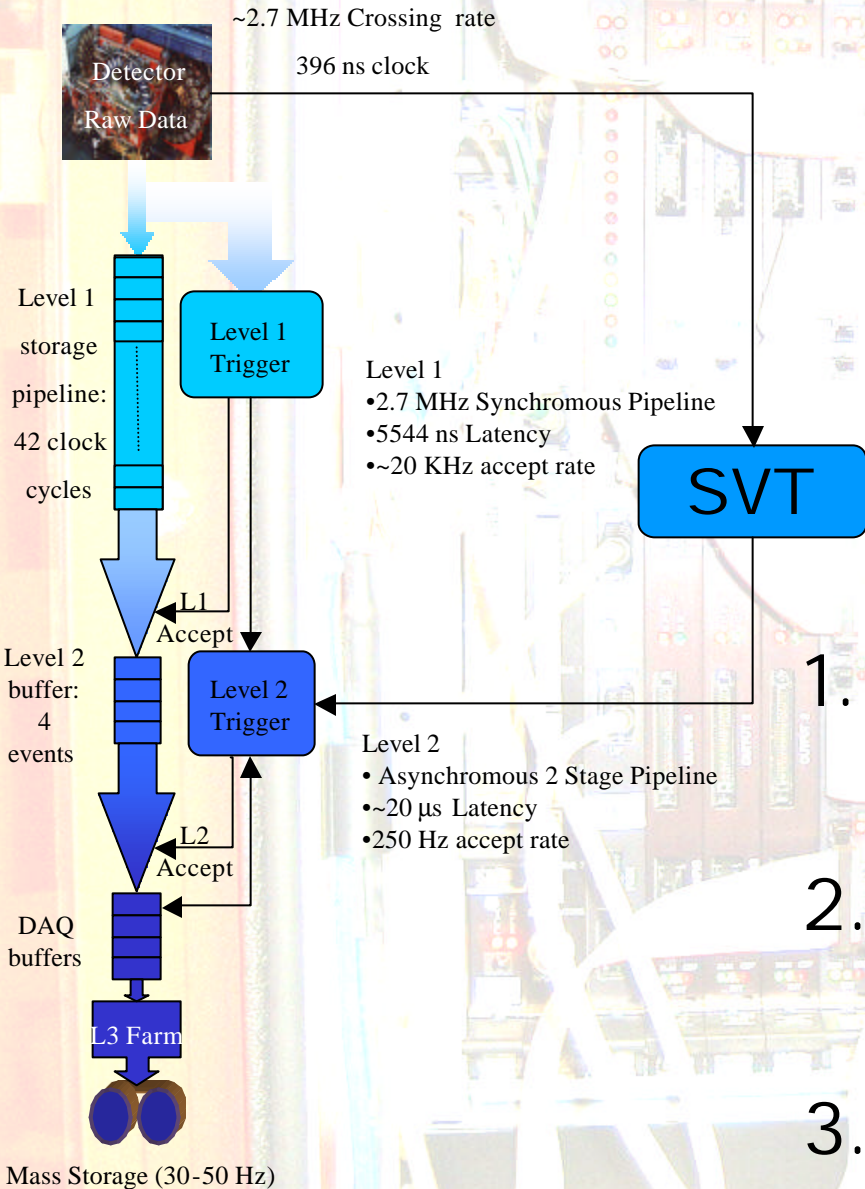 ~2.7 MHz Crossing rate
396 ns clock
Detector
Raw Data
Level 1
storage
pipeline:
42 clock
cycles
Level 1
Trigger
Level 1
•2.7 MHz Synchromous Pipeline
•5544 ns Latency
•~20 KHz accept rate
SVT
L1
Accept
Level 2
buffer:
4
events
Level 2
Trigger
1.
Level 2
• Asynchromous 2 Stage Pipeline
•~20 µs Latency
•250 Hz accept rate
L2
Accept
DAQ
buffers
2.
L3 Farm
3.
Mass Storage (30-50 Hz)